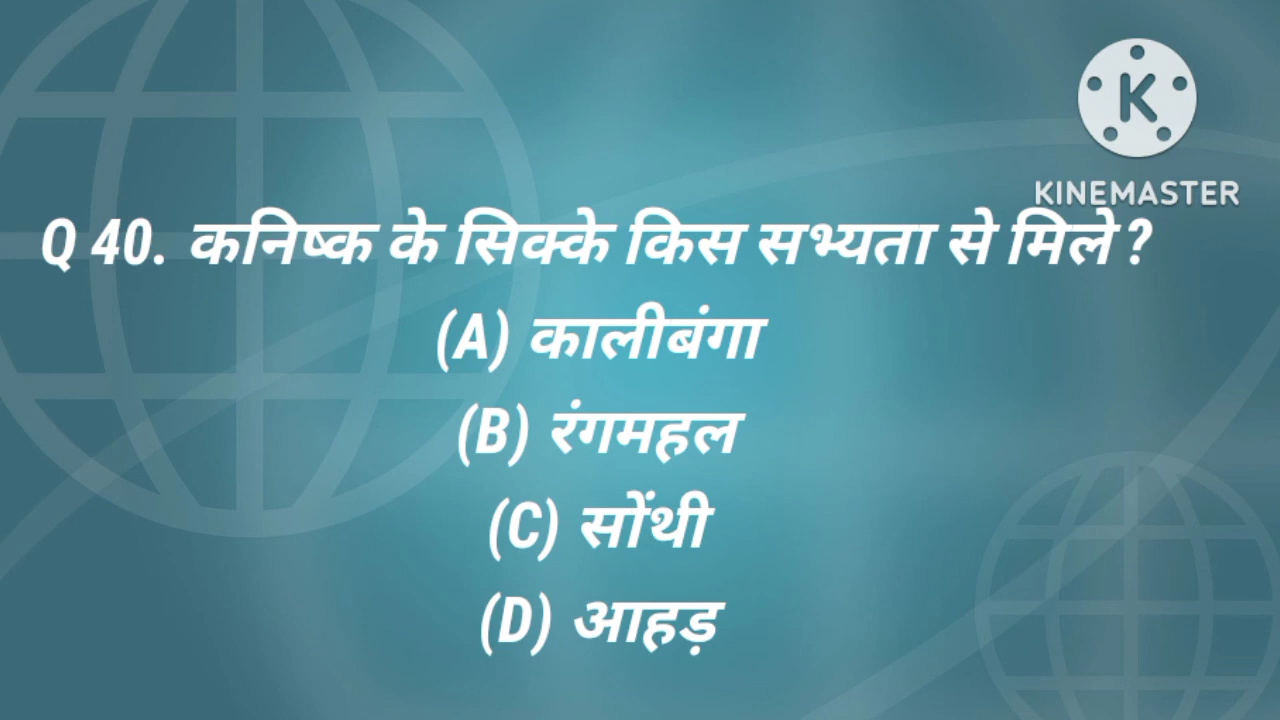 K
KINEMASTER
Q 40. कनिष्क के सिक्के किस सभ्यता से मिले ?
(A) कालीबंगा
(B) रंगमहल
(C) सोंथी
(D) आहड़